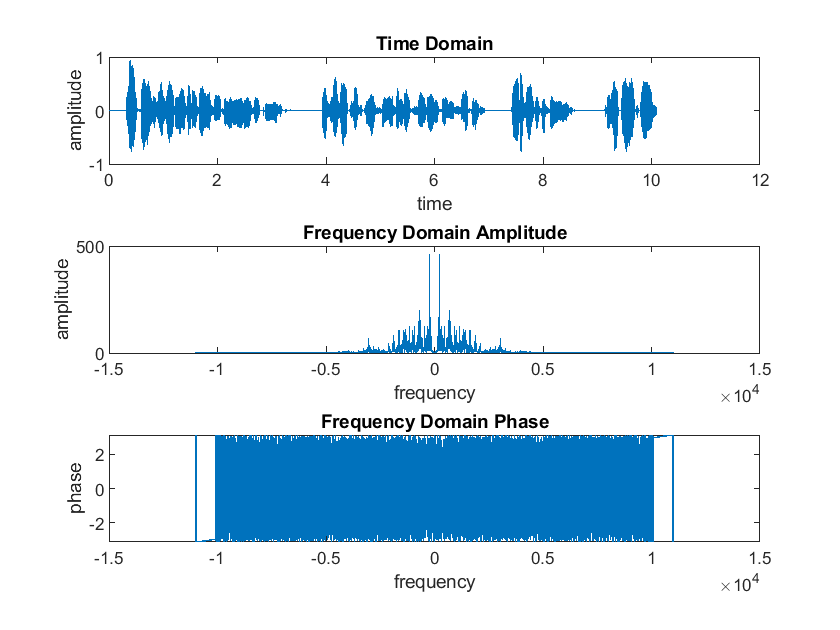 Time Domain
1
0
-1
amplitude
0 2 4 6 8 10 12
time
Frequency Domain Amplitude
500
0
amplitude
-1.5 -1 -0.5 0 0.5 1 1.5
frequency
×10^4
Frequency Domain Phase
2
0
-2
phase
-1.5 -1 -0.5 0 0.5 1 1.5
frequency
×10^4